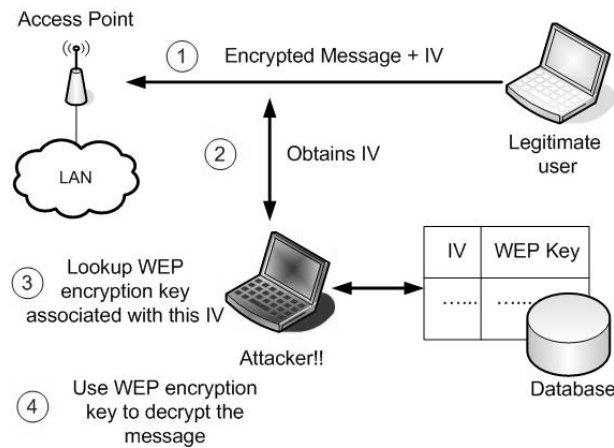 Access Point
1
Encrypted Message + IV
LAN
2
Obtains IV
Legitimate
user
3
Lookup WEP
encryption key
associated with this IV
Attacker!!
IV WEP Key
...... ......
Database
4
Use WEP encryption
key to decrypt the
message